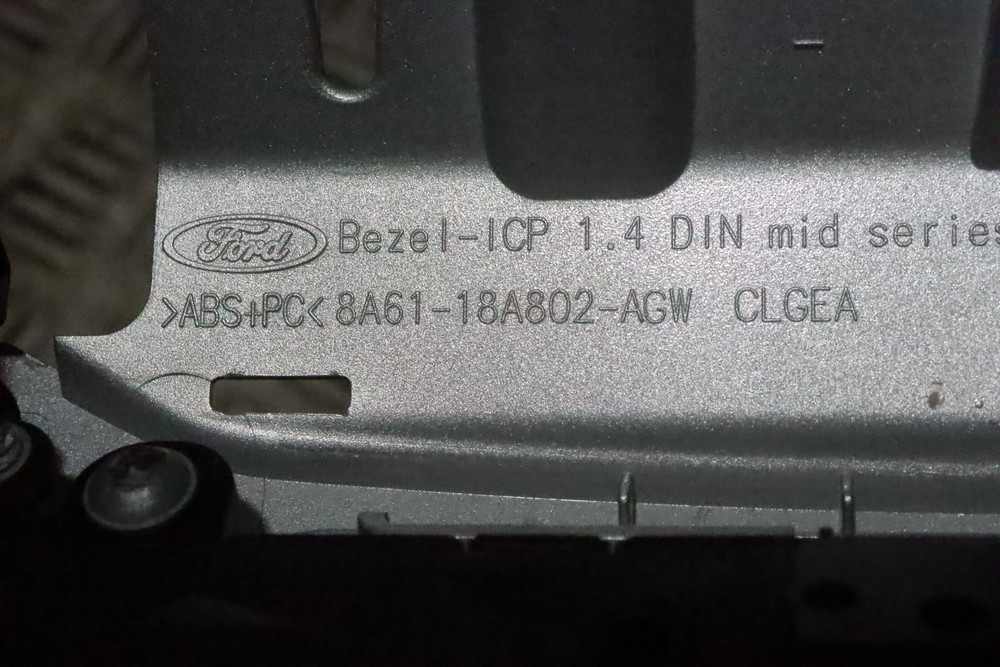 Ford Bezel-ICP 1.4 DIN mid series
>ABS+PC< 8A61-18A802-AGW CLGEA